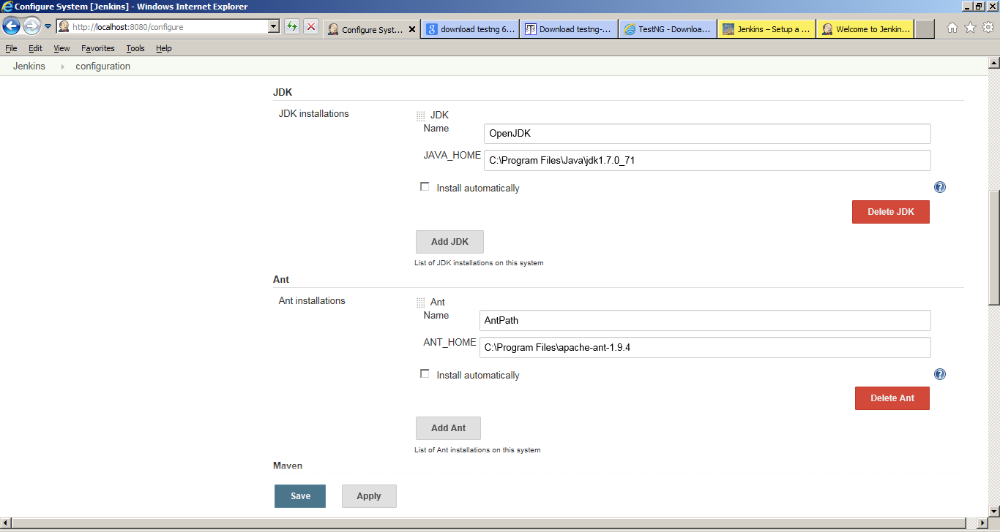 Configure System [Jenkins] - Windows Internet Explorer
http://localhost:8080/configure
Configure Syst... download testng 6... Download testng-... TestNG - Downloa... Jenkins – Setup a ... Welcome to Jenkin...
File Edit View Favorites Tools Help
Jenkins configuration
JDK
JDK installations
JDK
Name
OpenJDK
JAVA_HOME
C:\Program Files\Java\jdk1.7.0_71
Install automatically
Delete JDK
Add JDK
List of JDK installations on this system
Ant
Ant installations
Ant
Name
AntPath
ANT_HOME
C:\Program Files\apache-ant-1.9.4
Install automatically
Delete Ant
Add Ant
List of Ant installations on this system
Maven
Save Apply